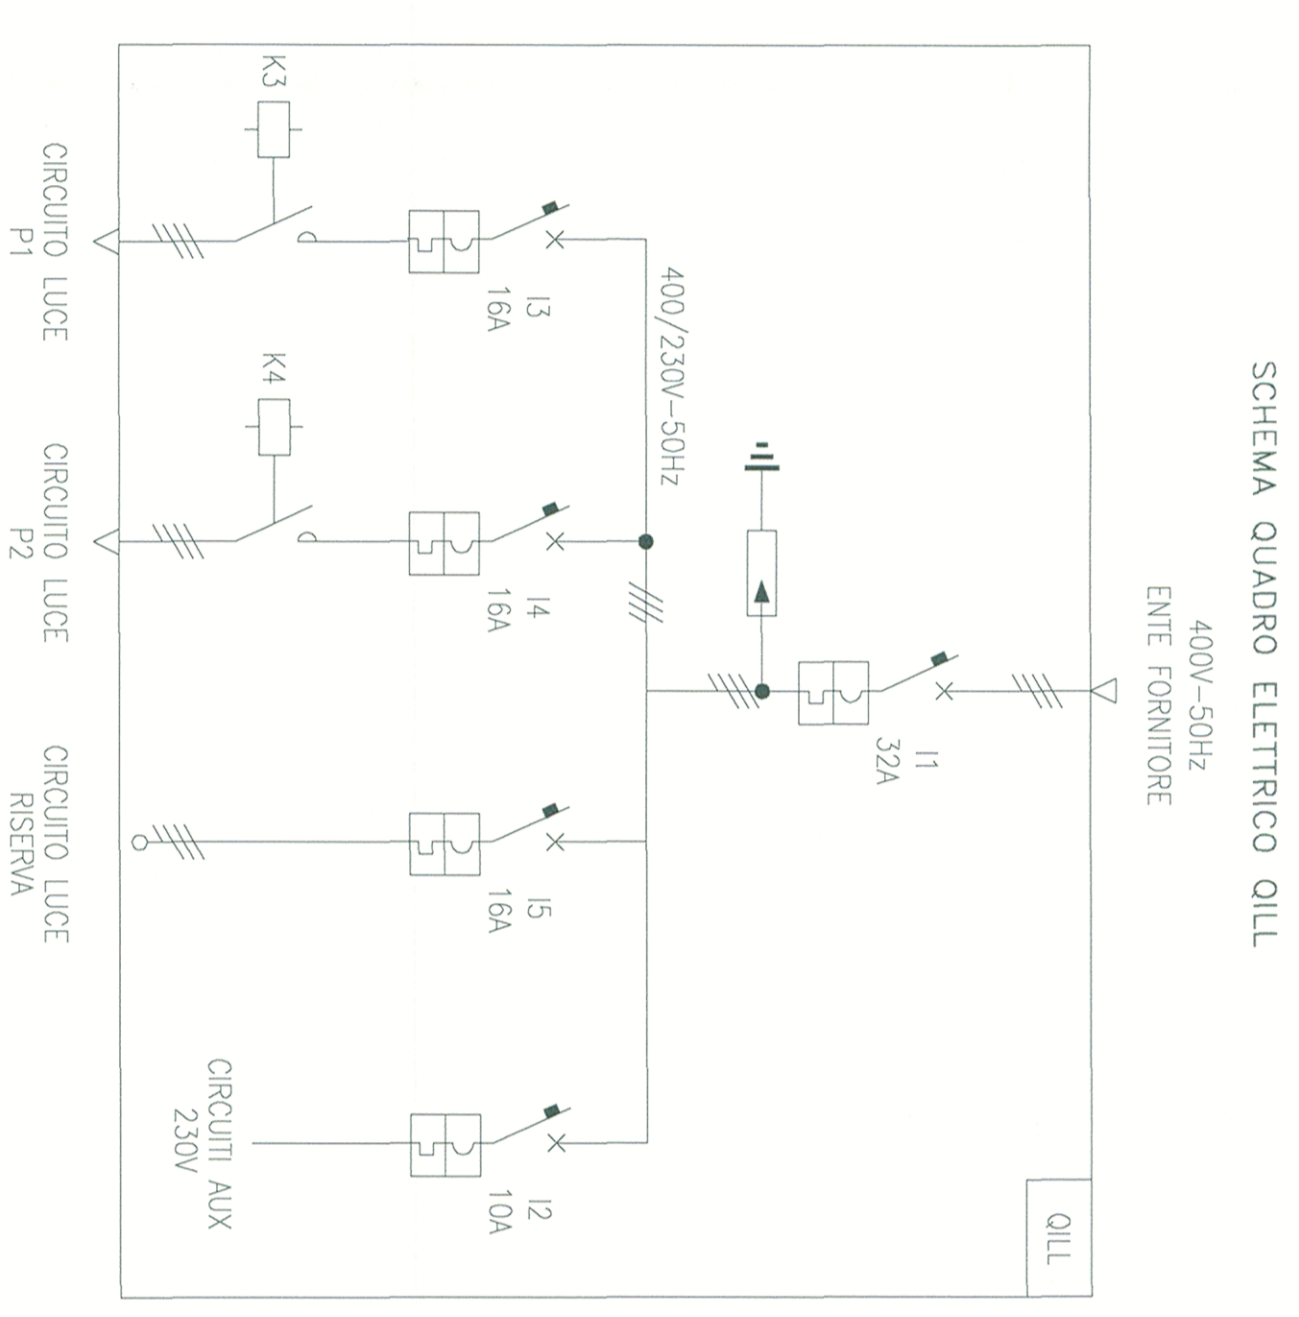 SCHEMA QUADRO ELETTRICO QILL
400V-50Hz
ENTE FORNITORE
QILL
I1
32A
400/230V-50Hz
I3
16A
I4
16A
I5
16A
I2
10A
K3
K4
CIRCUITO LUCE
P1
CIRCUITO LUCE
P2
CIRCUITO LUCE
RISERVA
CIRCUITI AUX
230V